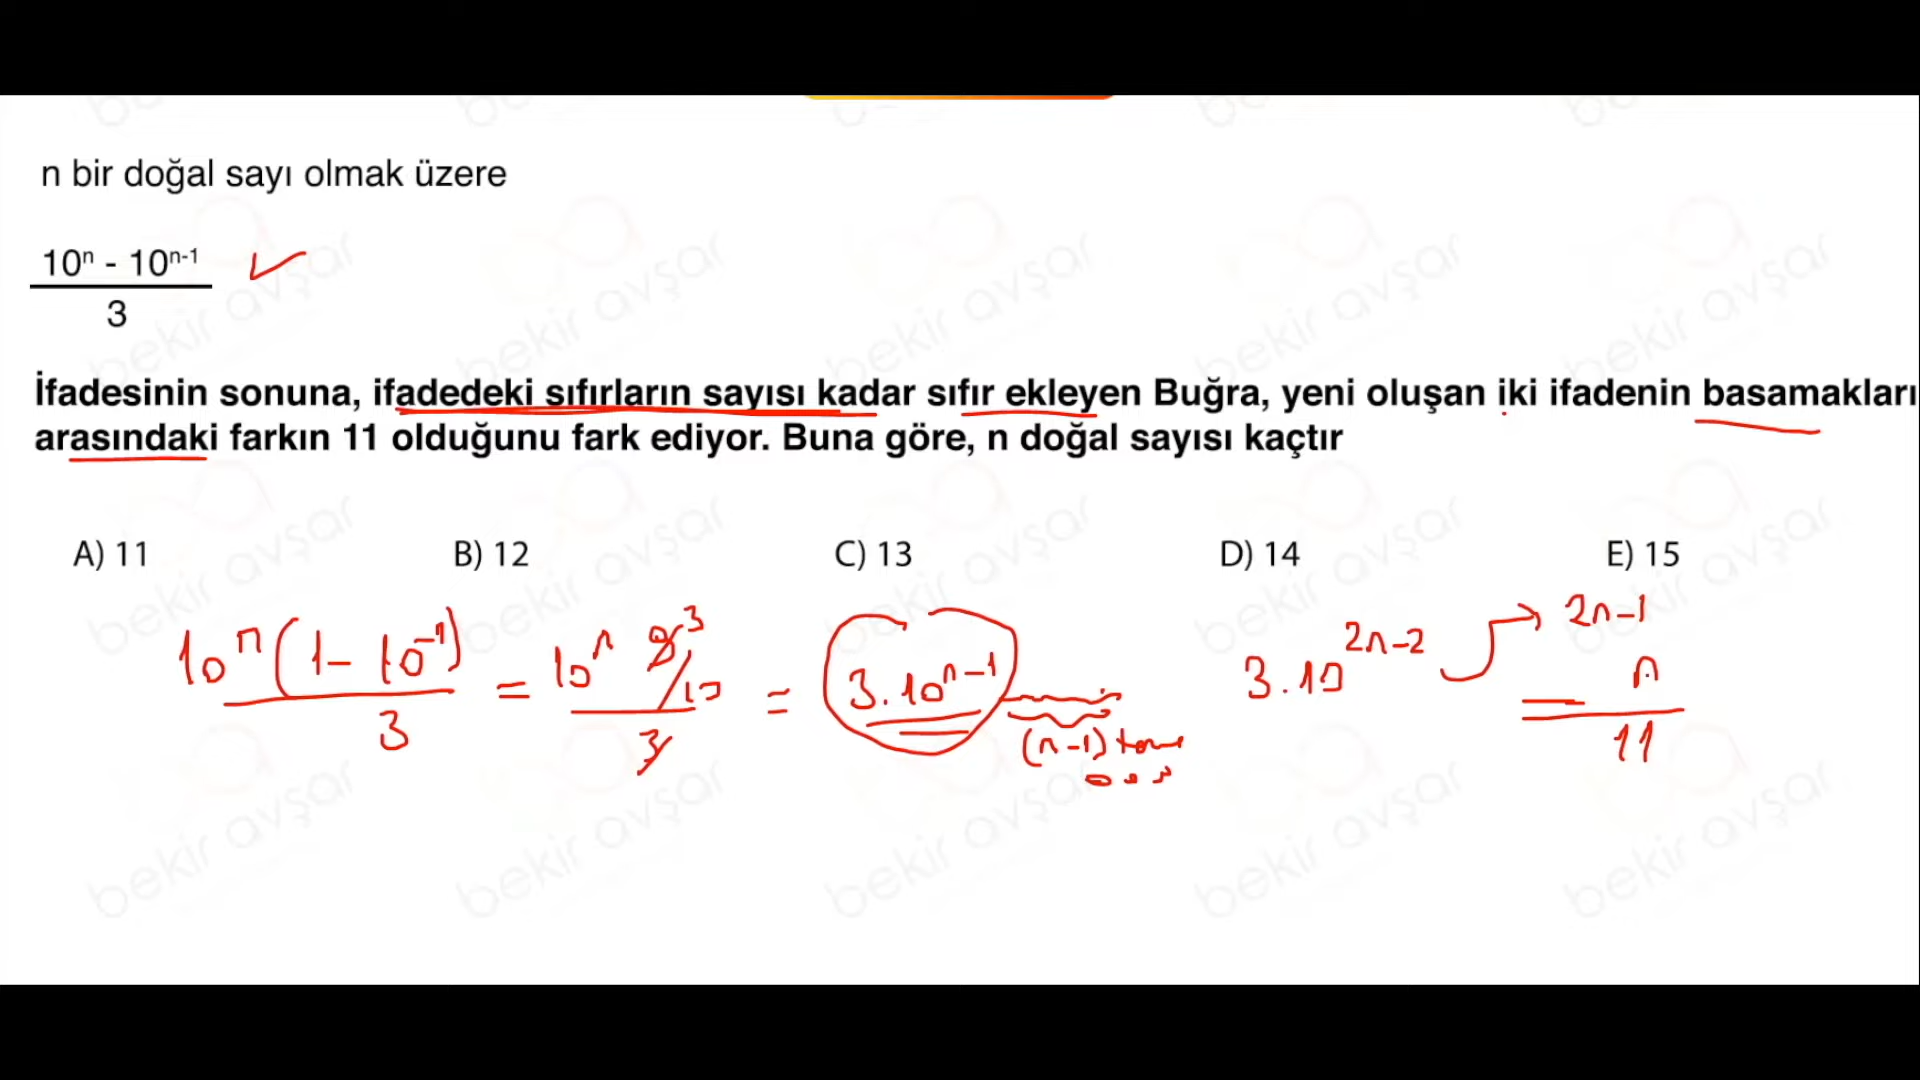 n bir doğal sayı olmak üzere
10ⁿ - 10ⁿ⁻¹
3
İfadesinin sonuna, ifadedeki sıfırların sayısı kadar sıfır ekleyen Buğra, yeni oluşan iki ifadenin basamakları
arasındaki farkın 11 olduğunu fark ediyor. Buna göre, n doğal sayısı kaçtır
A) 11 B) 12 C) 13 D) 14 E) 15
10ⁿ(1 - 10⁻¹) / 3 = 10ⁿ 9/10 / 3 = 3.10ⁿ⁻¹ 3.10²ⁿ⁻² 2n-1
3 n
(n-1) tane 11
bekir avşar